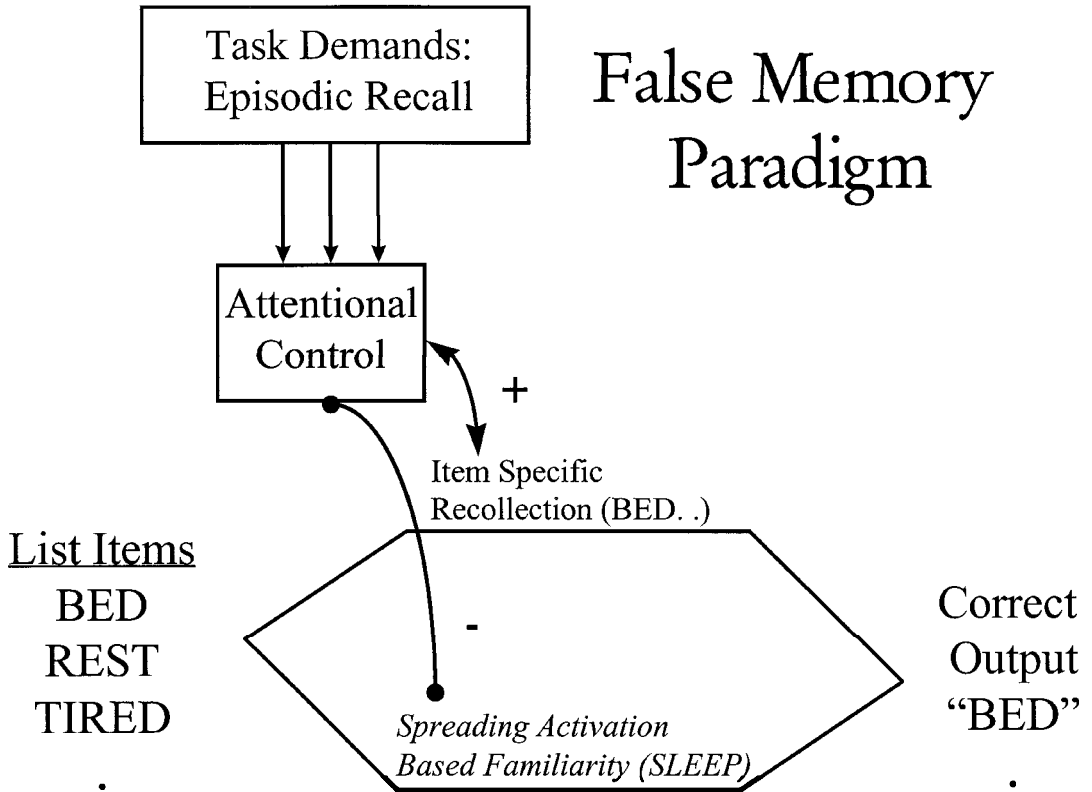 Task Demands:
Episodic Recall
False Memory
Paradigm
Attentional
Control
+
Item Specific
Recollection (BED. .)
List Items
BED
REST
TIRED
.
-
Spreading Activation
Based Familiarity (SLEEP)
Correct
Output
“BED”
.